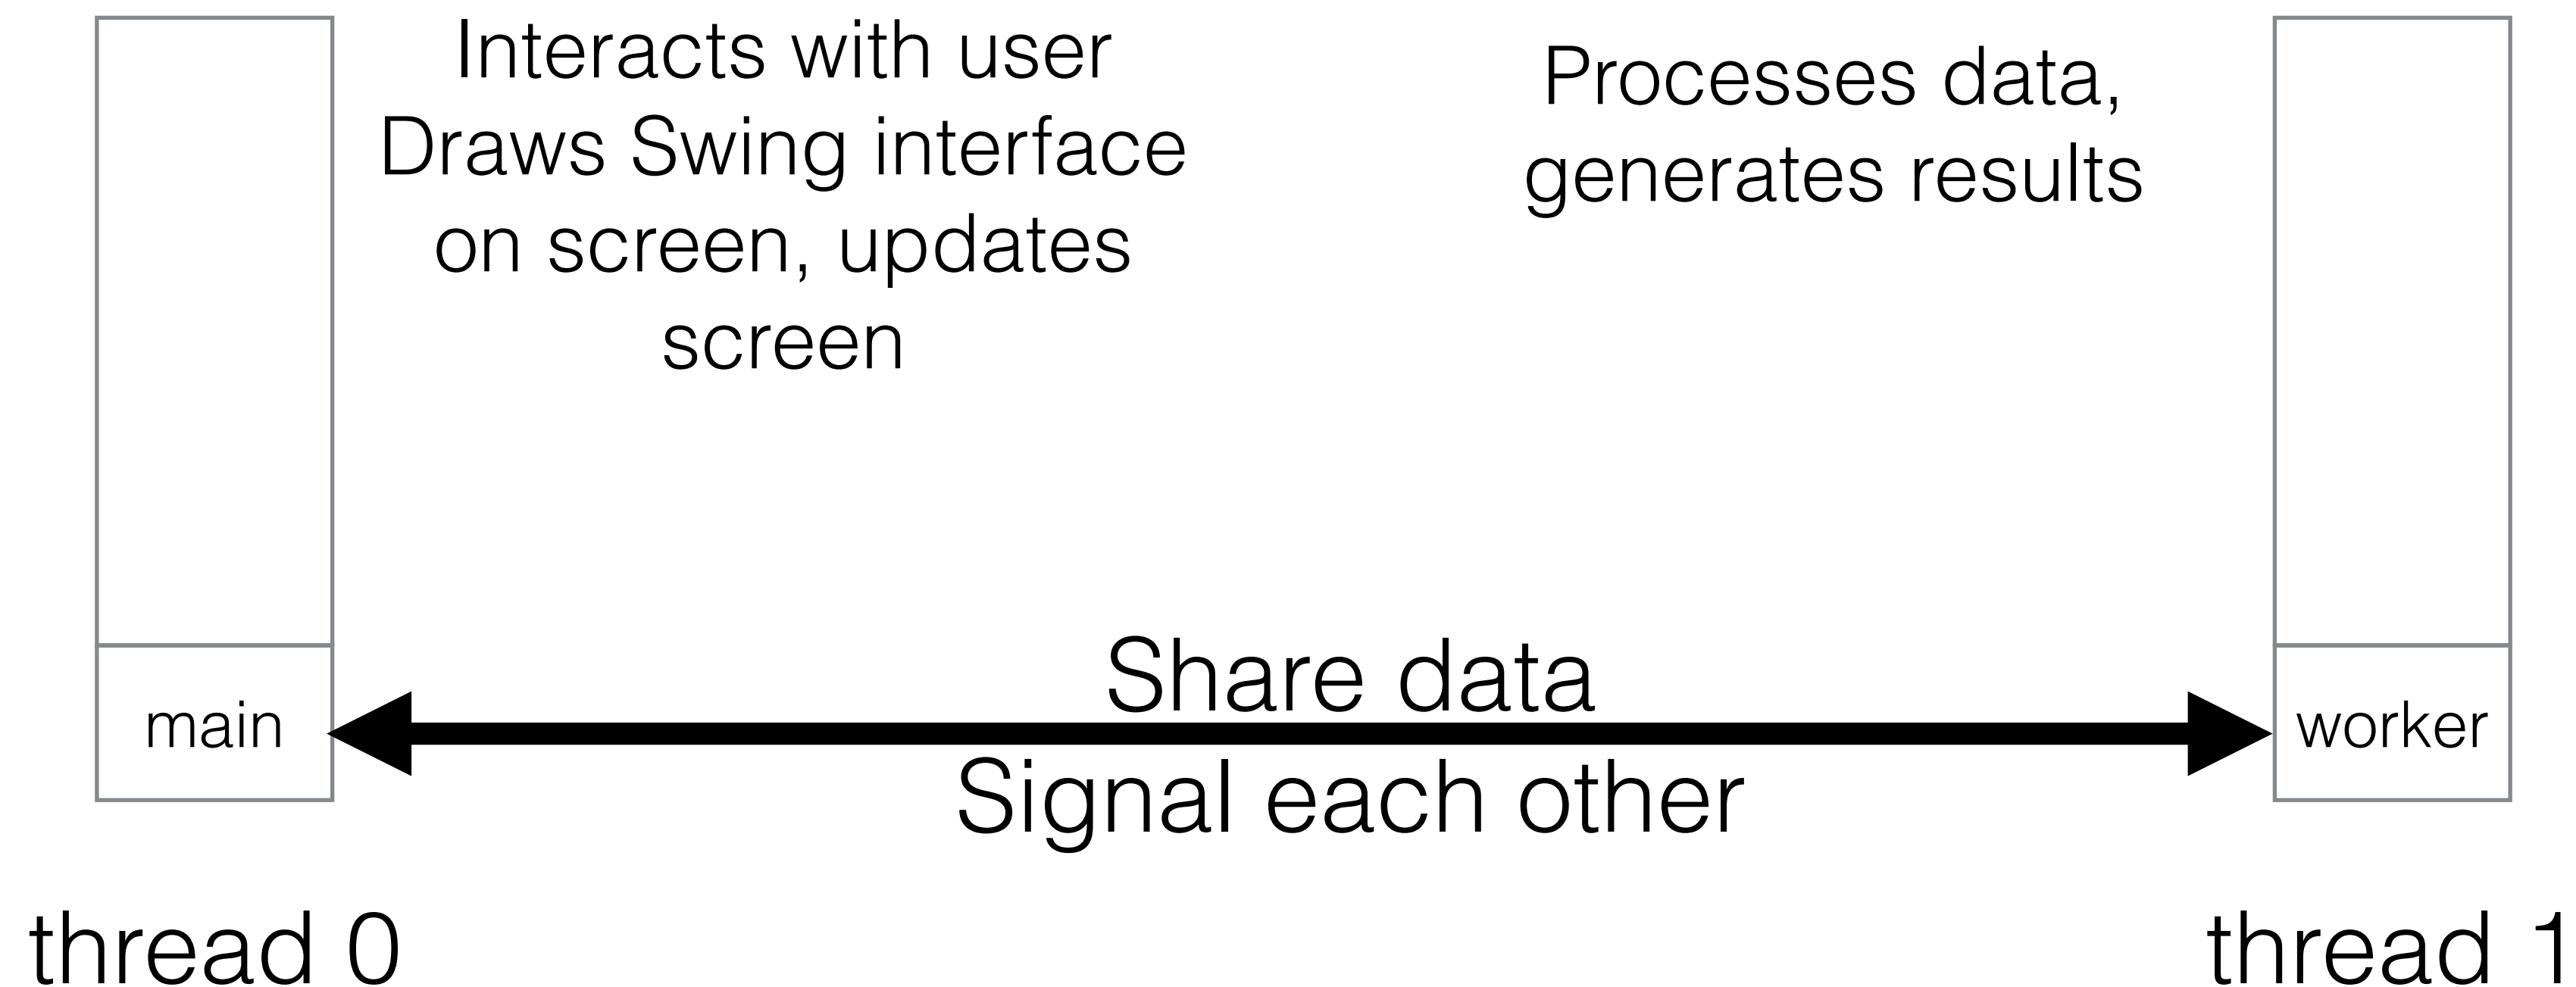 Interacts with user
Draws Swing interface
on screen, updates
screen
Processes data,
generates results
Share data
Signal each other
main
worker
thread 0
thread 1